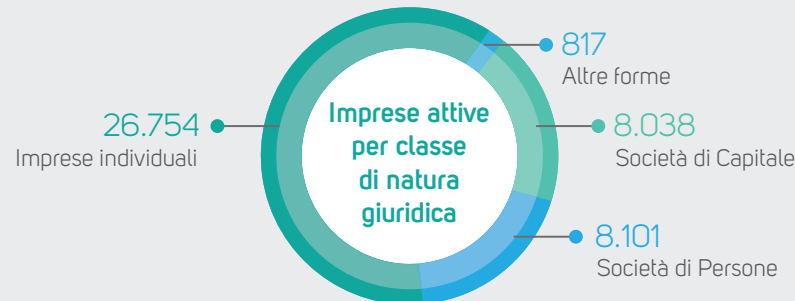 Imprese attive
per classe
di natura
giuridica
26.754
Imprese individuali
817
Altre forme
8.038
Società di Capitale
8.101
Società di Persone